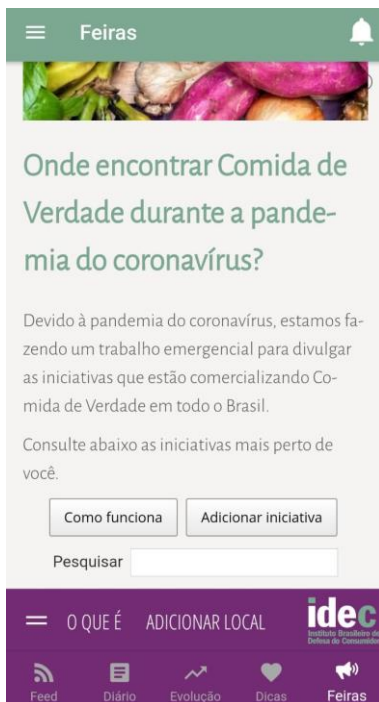 Feiras
Onde encontrar Comida de
Verdade durante a pande-
mia do coronavírus?
Devido à pandemia do coronavírus, estamos fa-
zendo um trabalho emergencial para divulgar
as iniciativas que estão comercializando Co-
mida de Verdade em todo o Brasil.
Consulte abaixo as iniciativas mais perto de
você.
Como funciona Adicionar iniciativa
Pesquisar
O QUE É ADICIONAR LOCAL idec
Instituto Brasileiro de
Defesa do Consumidor
Feed Diário Evolução Dicas Feiras